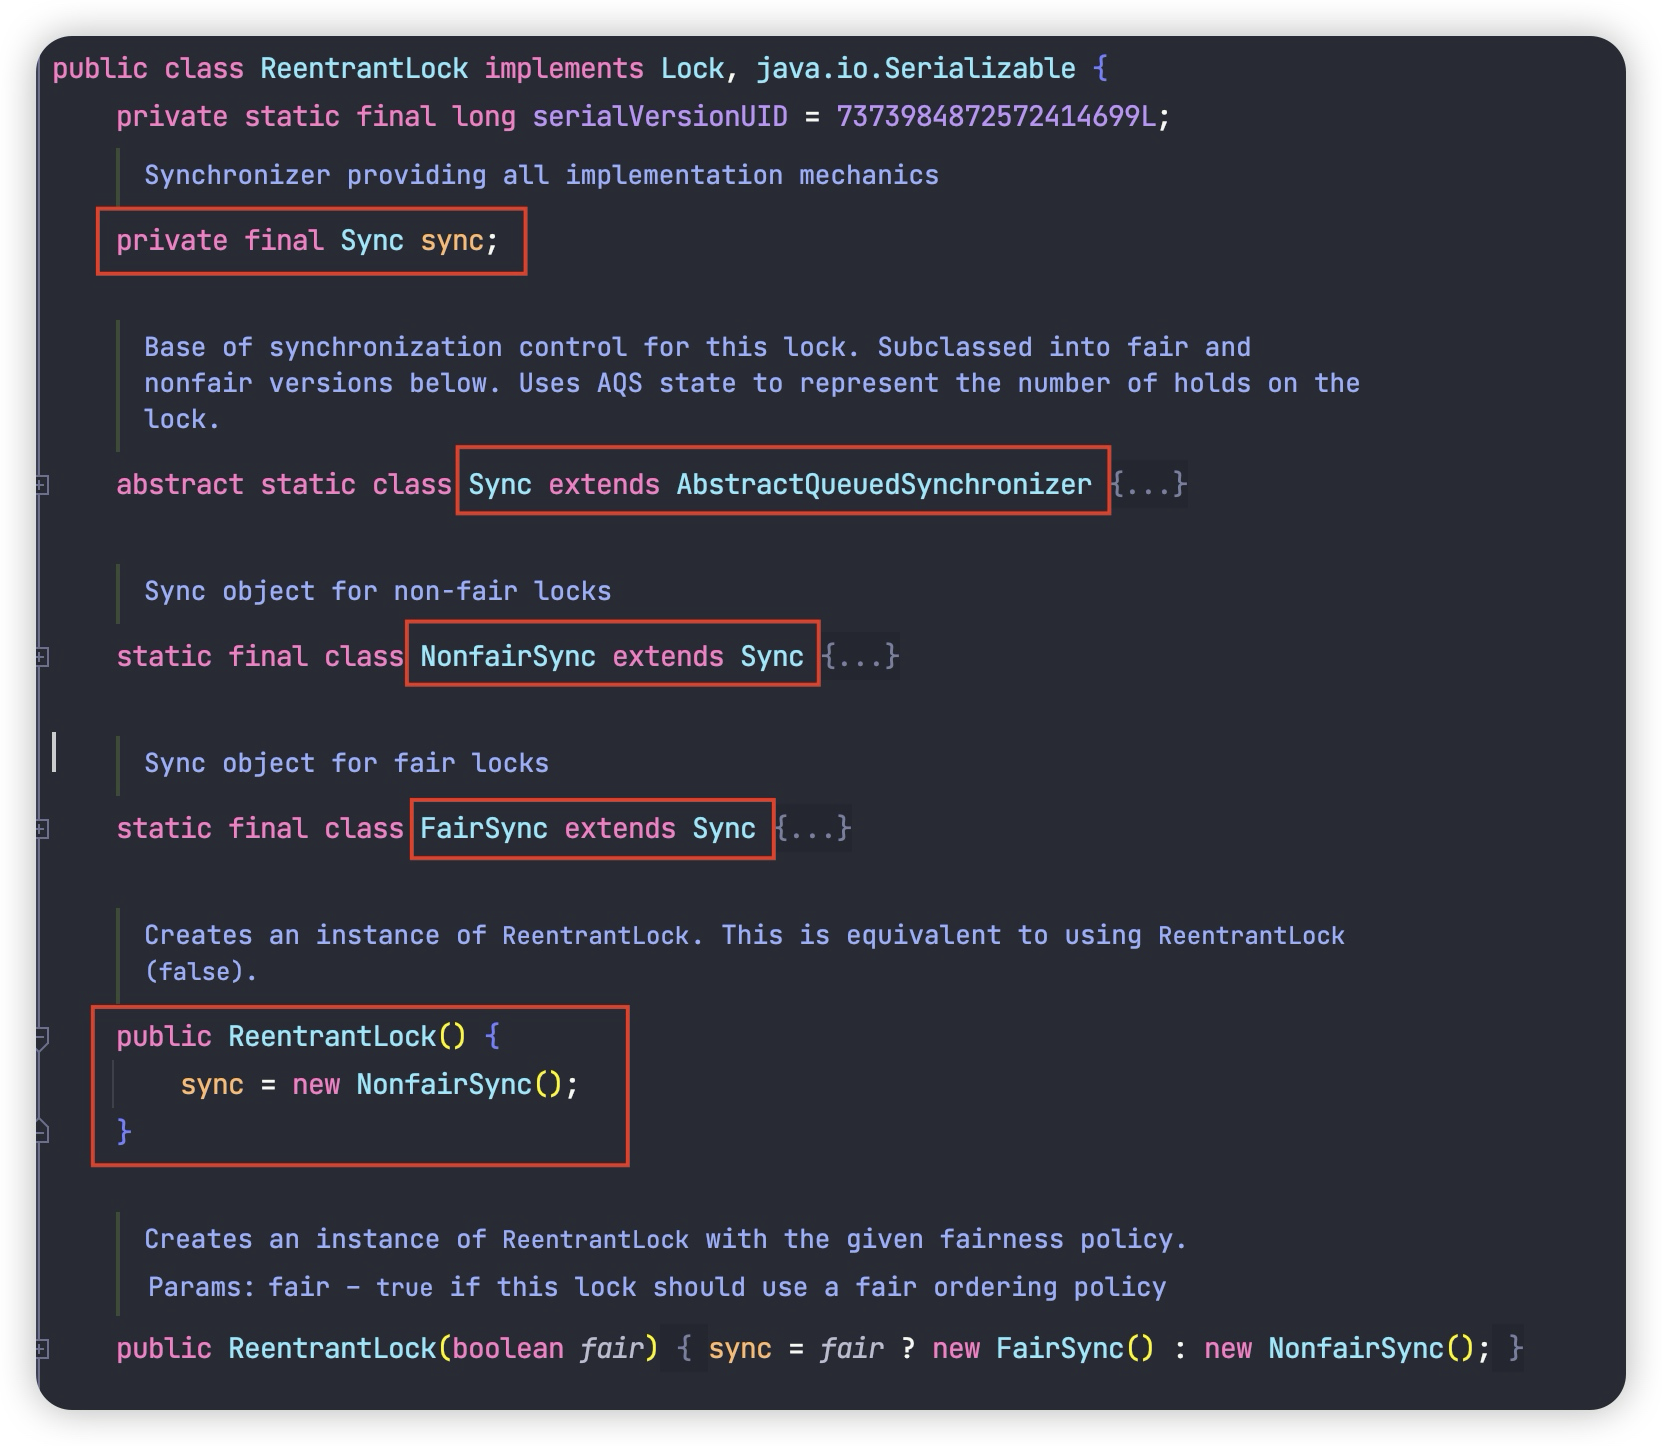 public class ReentrantLock implements Lock, java.io.Serializable {
private static final long serialVersionUID = 7373984872572414699L;
Synchronizer providing all implementation mechanics
private final Sync sync;
Base of synchronization control for this lock. Subclassed into fair and
nonfair versions below. Uses AQS state to represent the number of holds on the
lock.
abstract static class Sync extends AbstractQueuedSynchronizer {...}
Sync object for non-fair locks
static final class NonfairSync extends Sync {...}
Sync object for fair locks
static final class FairSync extends Sync {...}
Creates an instance of ReentrantLock. This is equivalent to using ReentrantLock
(false).
public ReentrantLock() {
sync = new NonfairSync();
}
Creates an instance of ReentrantLock with the given fairness policy.
Params: fair – true if this lock should use a fair ordering policy
public ReentrantLock(boolean fair) { sync = fair ? new FairSync() : new NonfairSync(); }